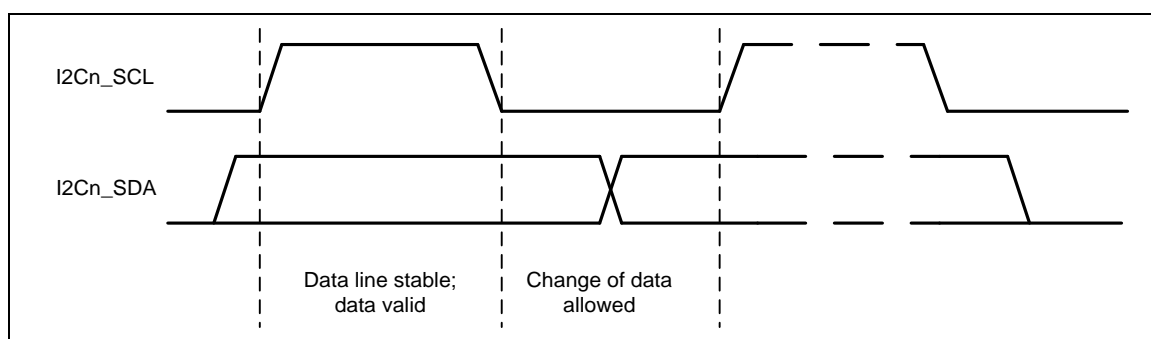 I2Cn_SCL
I2Cn_SDA
Data line stable;
data valid
Change of data
allowed